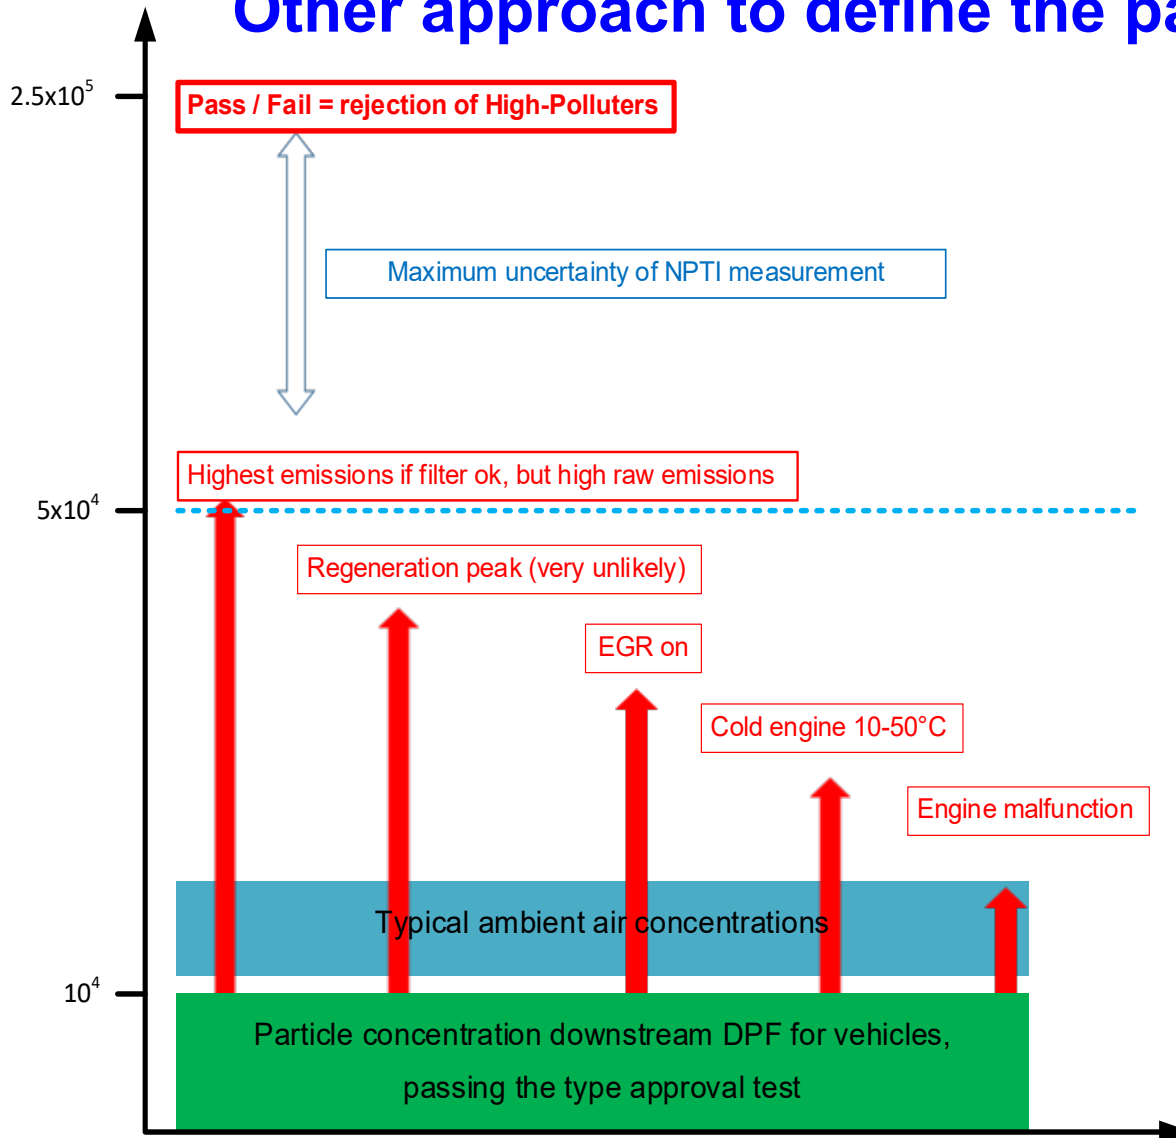 Other approach to define the pa
2.5x10⁵
Pass / Fail = rejection of High-Polluters
Maximum uncertainty of NPTI measurement
Highest emissions if filter ok, but high raw emissions
5x10⁴
Regeneration peak (very unlikely)
EGR on
Cold engine 10-50°C
Engine malfunction
Typical ambient air concentrations
10⁴
Particle concentration downstream DPF for vehicles,
passing the type approval test